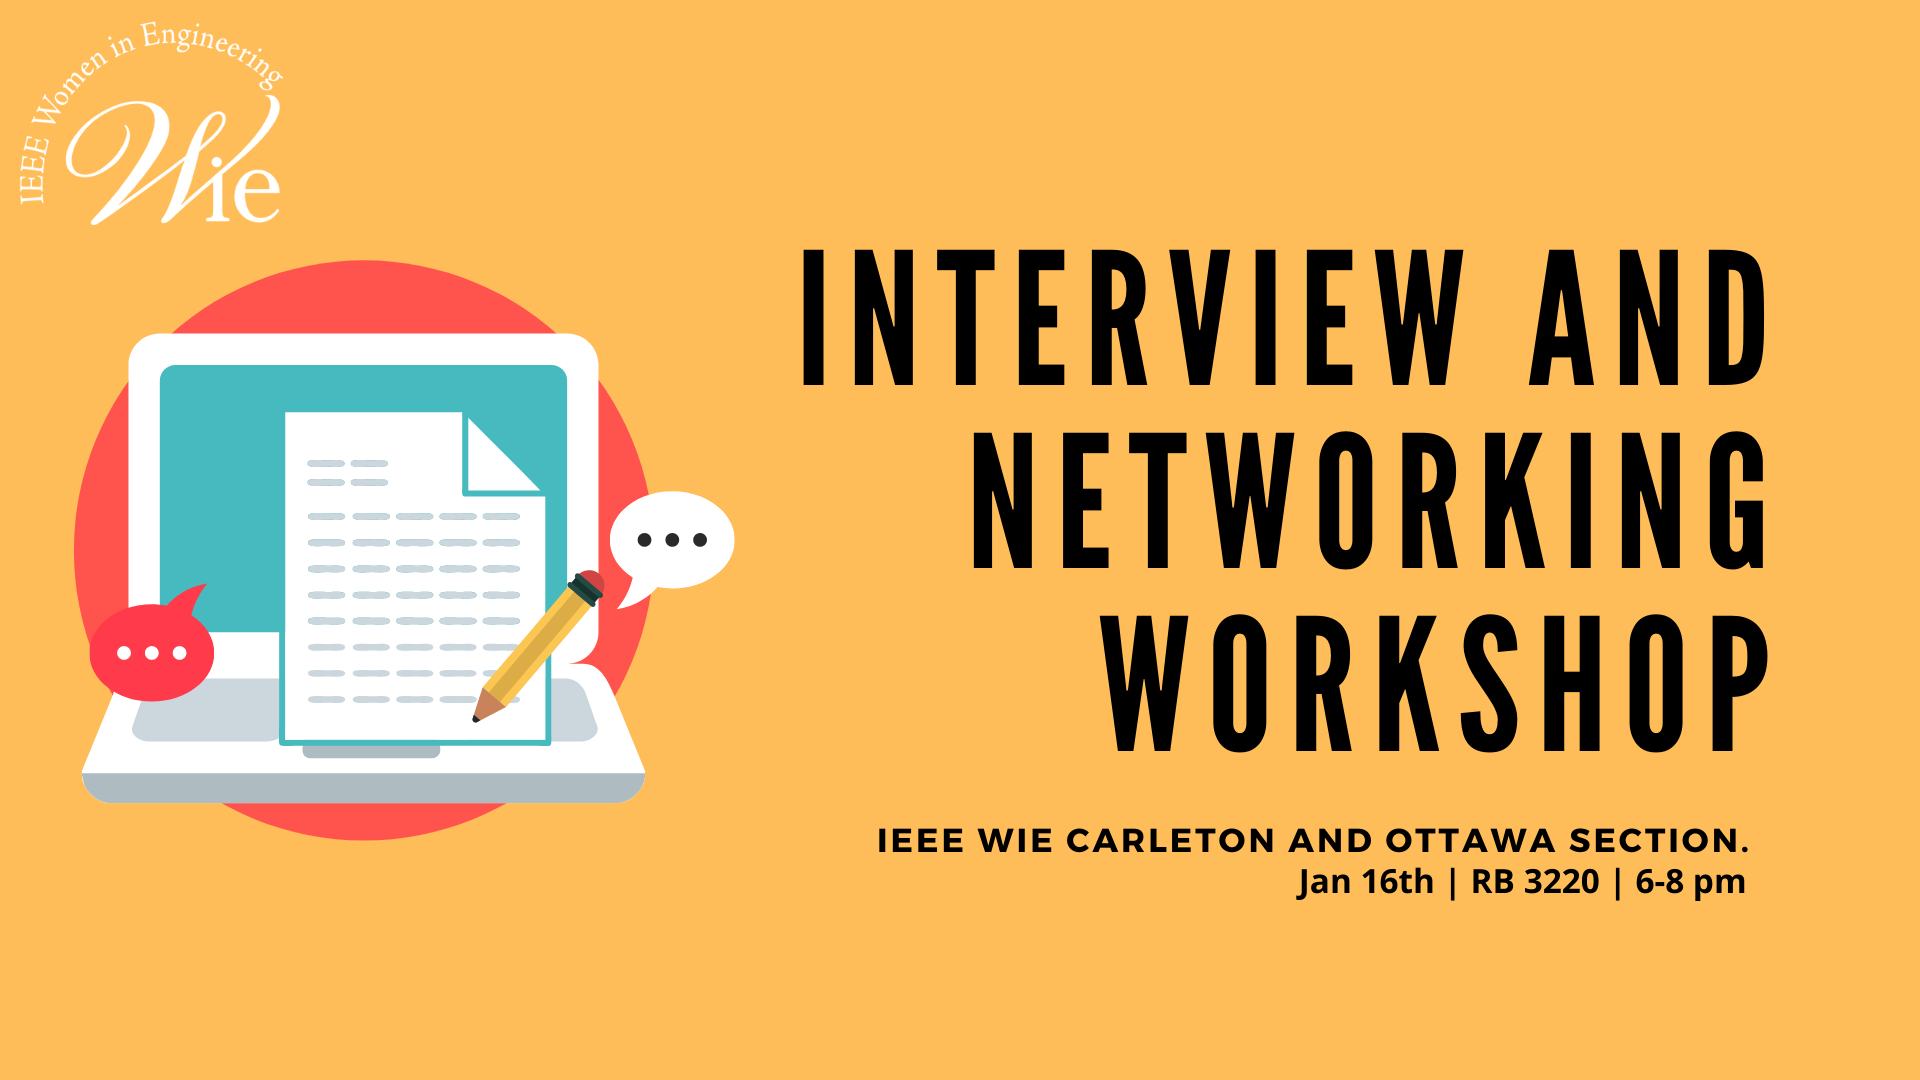 IEEE Women in Engineering
Wie
INTERVIEW AND
NETWORKING
WORKSHOP
IEEE WIE CARLETON AND OTTAWA SECTION.
Jan 16th | RB 3220 | 6-8 pm